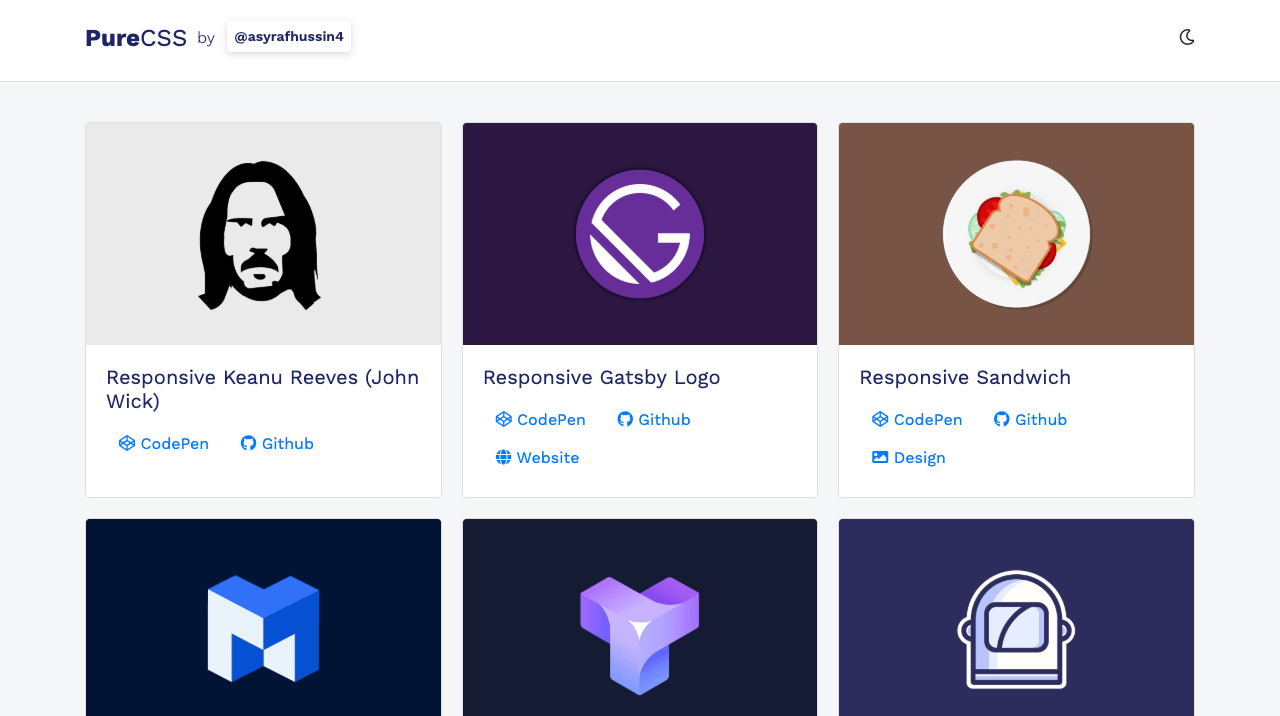 PureCSS by @asyrafhussin4
Responsive Keanu Reeves (John
Wick)
CodePen Github
Responsive Gatsby Logo
CodePen Github
Website
Responsive Sandwich
CodePen Github
Design